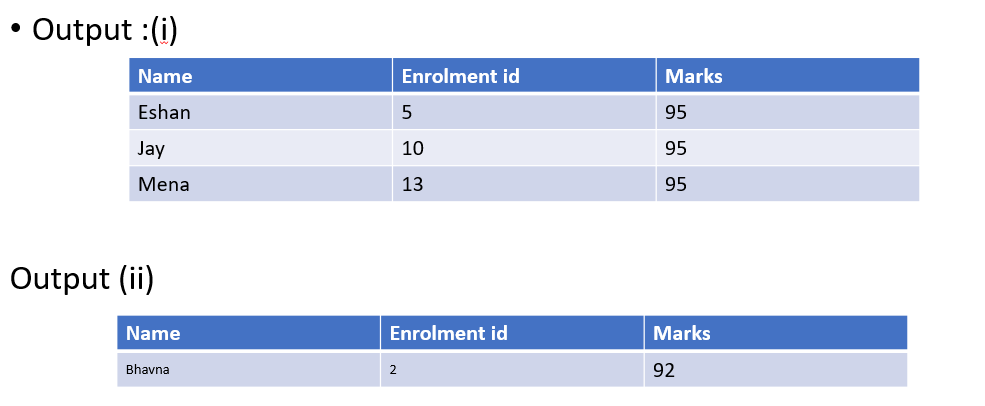 • Output :(i)
Name Enrolment id Marks
Eshan 5 95
Jay 10 95
Mena 13 95
Output (ii)
Name Enrolment id Marks
Bhavna 2 92